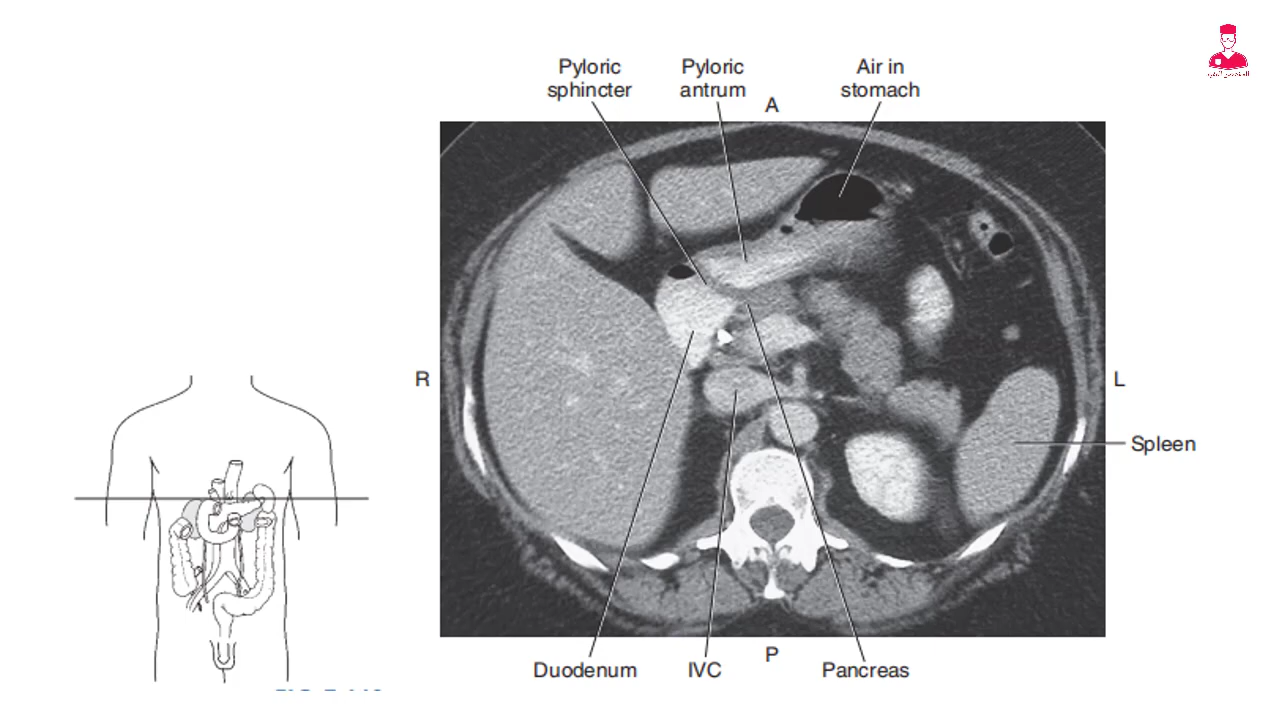 Pyloric
sphincter
Pyloric
antrum
Air in
stomach
A
R
L
Spleen
P
Duodenum
IVC
Pancreas